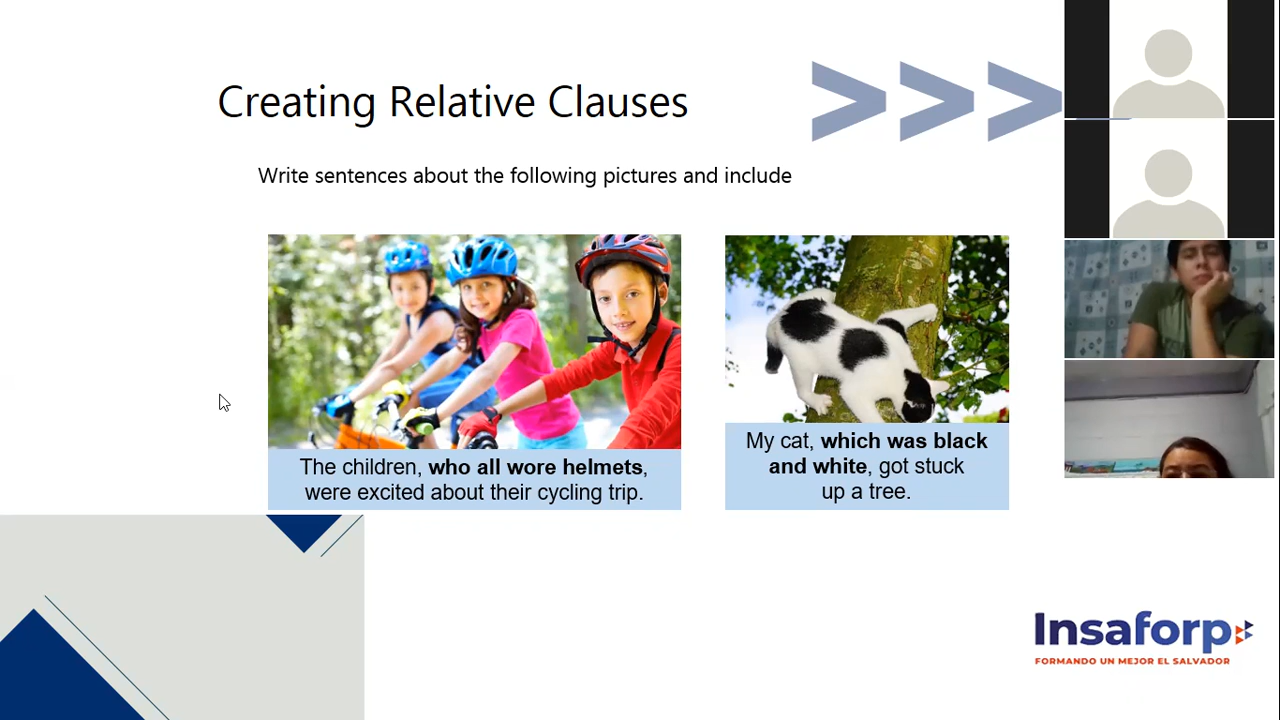 Creating Relative Clauses
Write sentences about the following pictures and include
The children, who all wore helmets,
were excited about their cycling trip.
My cat, which was black
and white, got stuck
up a tree.
Insaforp
FORMANDO UN MEJOR EL SALVADOR